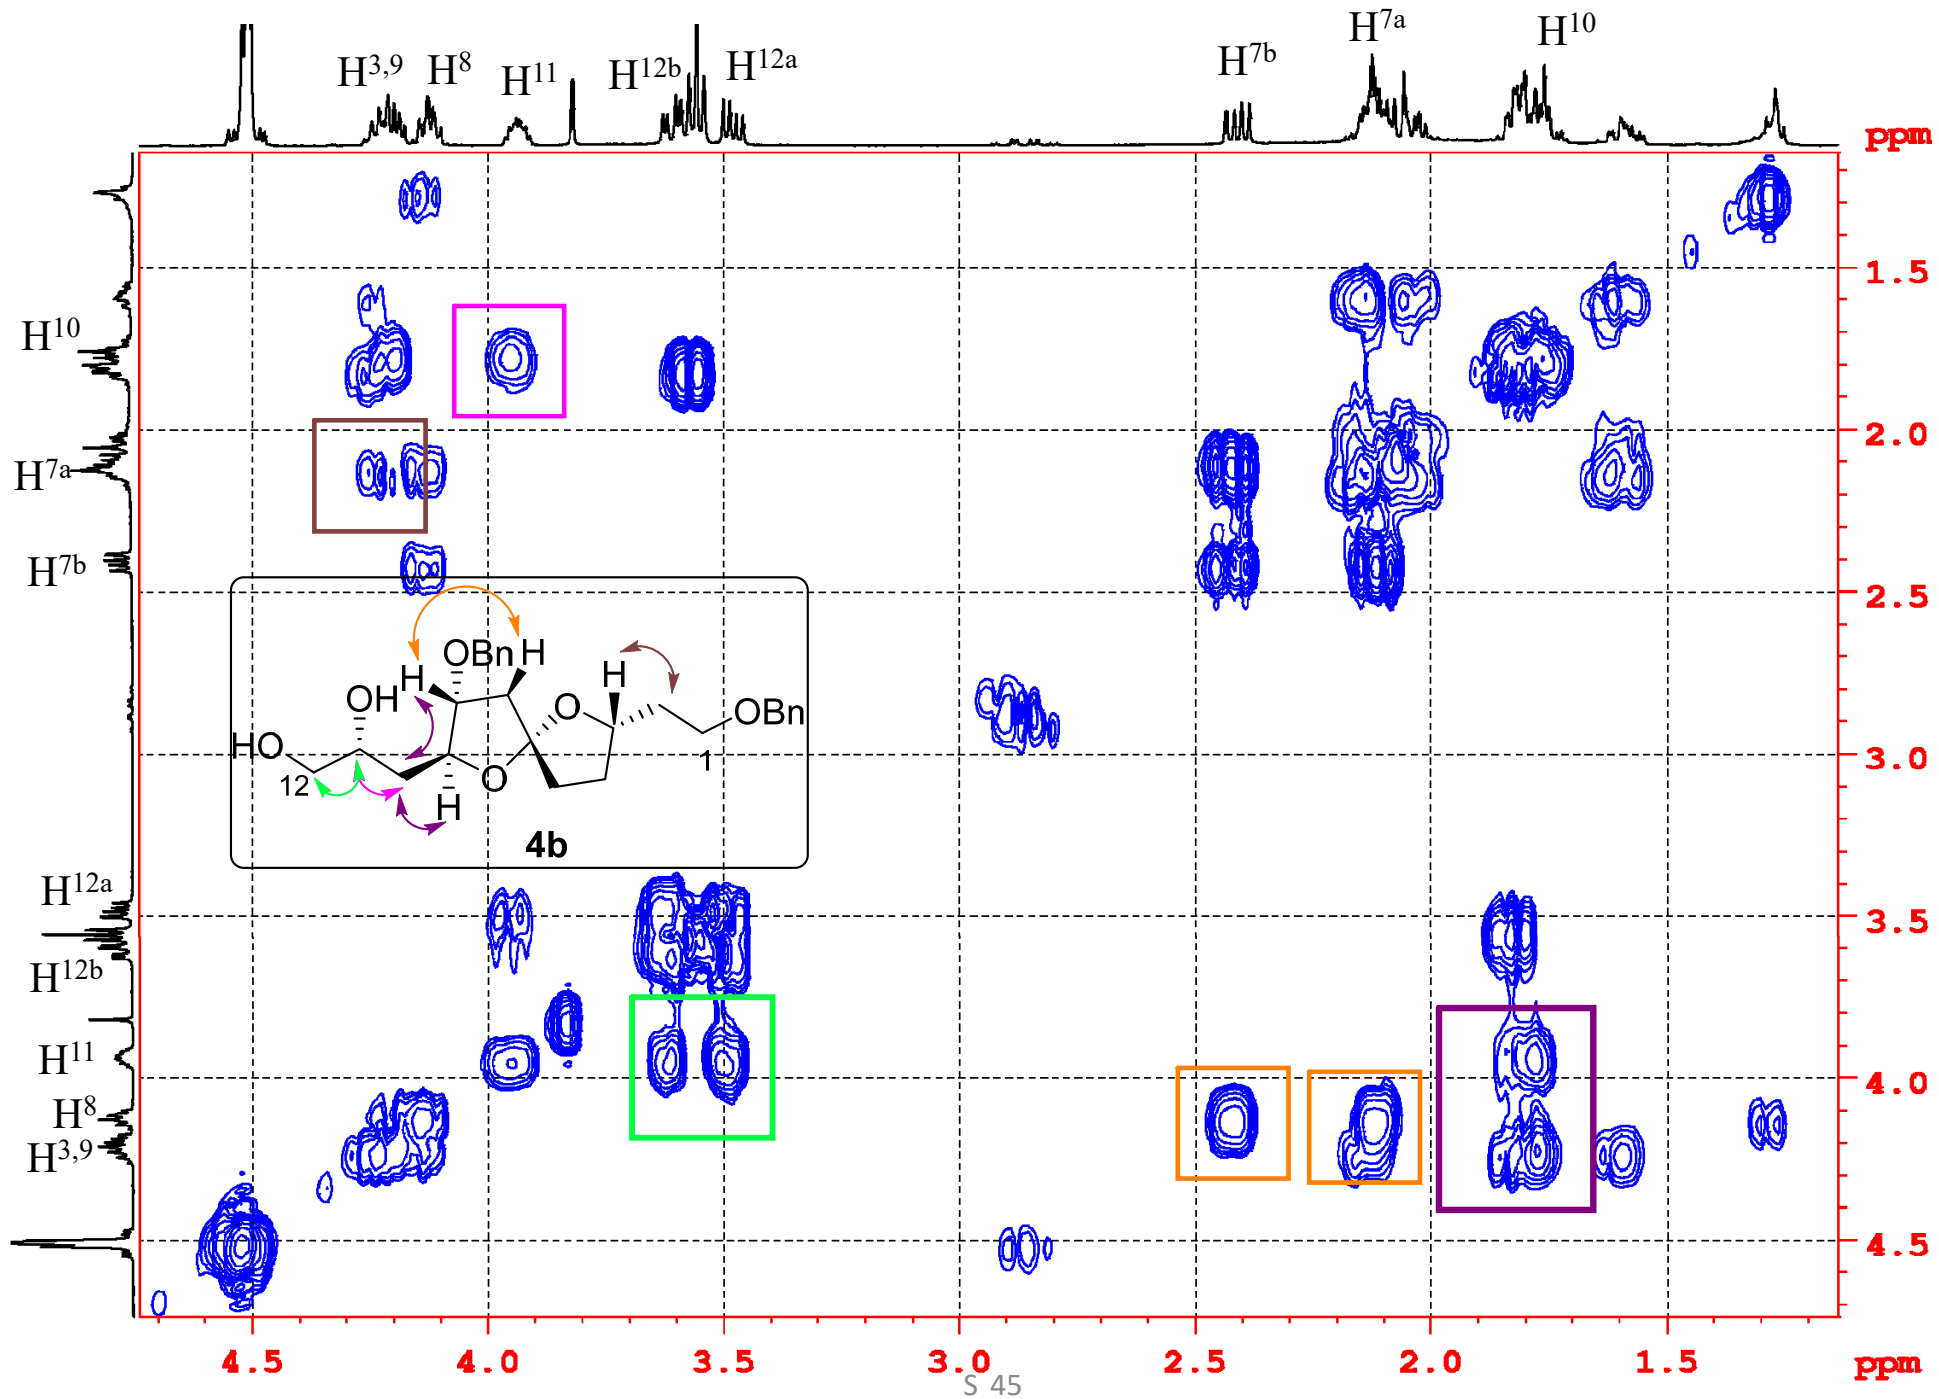 H3,9 H8 H11 H12b H12a H7b H7a H10
ppm
1.5
H10
2.0
H7a
H7b
2.5
OBn H H
H OH O OBn
HO
12 O 1
H
4b
3.0
H12a
3.5
H12b
H11
4.0
H8
H3,9
4.5
4.5 4.0 3.5 3.0 2.5 2.0 1.5 ppm
S 45